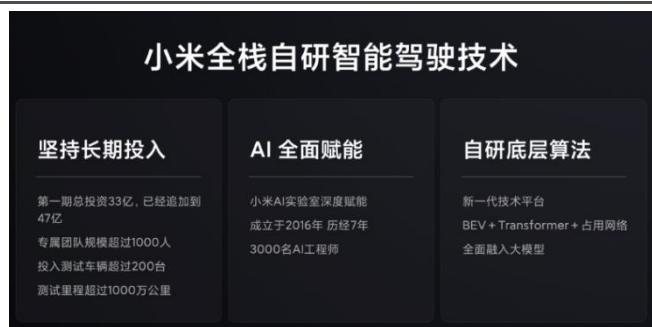 小米全栈自研智能驾驶技术
坚持长期投入
第一期总投资33亿，已经追加到
47亿
专属团队规模超过1000人
投入测试车辆超过200台
测试里程超过1000万公里
AI 全面赋能
小米AI实验室深度赋能
成立于2016年 历经7年
3000名AI工程师
自研底层算法
新一代技术平台
BEV+Transformer+占用网络
全面融入大模型